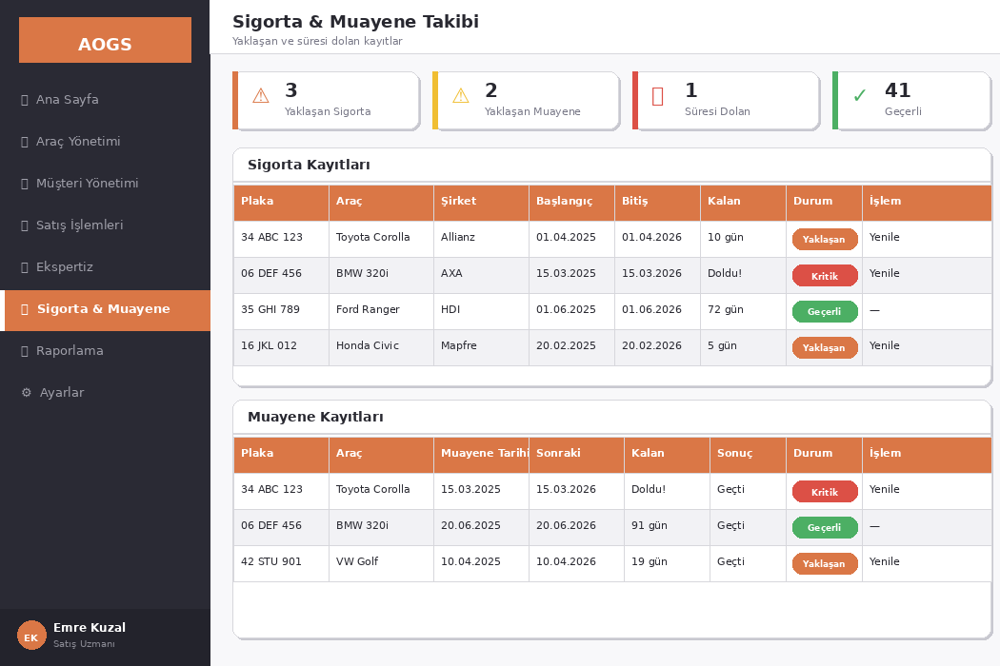 AOGS
Ana Sayfa
Araç Yönetimi
Müşteri Yönetimi
Satış İşlemleri
Ekspertiz
Sigorta & Muayene
Raporlama
Ayarlar
EK
Emre Kuzal
Satış Uzmanı
Sigorta & Muayene Takibi
Yaklaşan ve süresi dolan kayıtlar
3
Yaklaşan Sigorta
2
Yaklaşan Muayene
1
Süresi Dolan
41
Geçerli
Sigorta Kayıtları
Plaka Araç Şirket Başlangıç Bitiş Kalan Durum İşlem
34 ABC 123 Toyota Corolla Allianz 01.04.2025 01.04.2026 10 gün Yaklaşan Yenile
06 DEF 456 BMW 320i AXA 15.03.2025 15.03.2026 Doldu! Kritik Yenile
35 GHI 789 Ford Ranger HDI 01.06.2025 01.06.2026 72 gün Geçerli —
16 JKL 012 Honda Civic Mapfre 20.02.2025 20.02.2026 5 gün Yaklaşan Yenile
Muayene Kayıtları
Plaka Araç Muayene Tarihi Sonraki Kalan Sonuç Durum İşlem
34 ABC 123 Toyota Corolla 15.03.2025 15.03.2026 Doldu! Geçti Kritik Yenile
06 DEF 456 BMW 320i 20.06.2025 20.06.2026 91 gün Geçti Geçerli —
42 STU 901 VW Golf 10.04.2025 10.04.2026 19 gün Geçti Yaklaşan Yenile